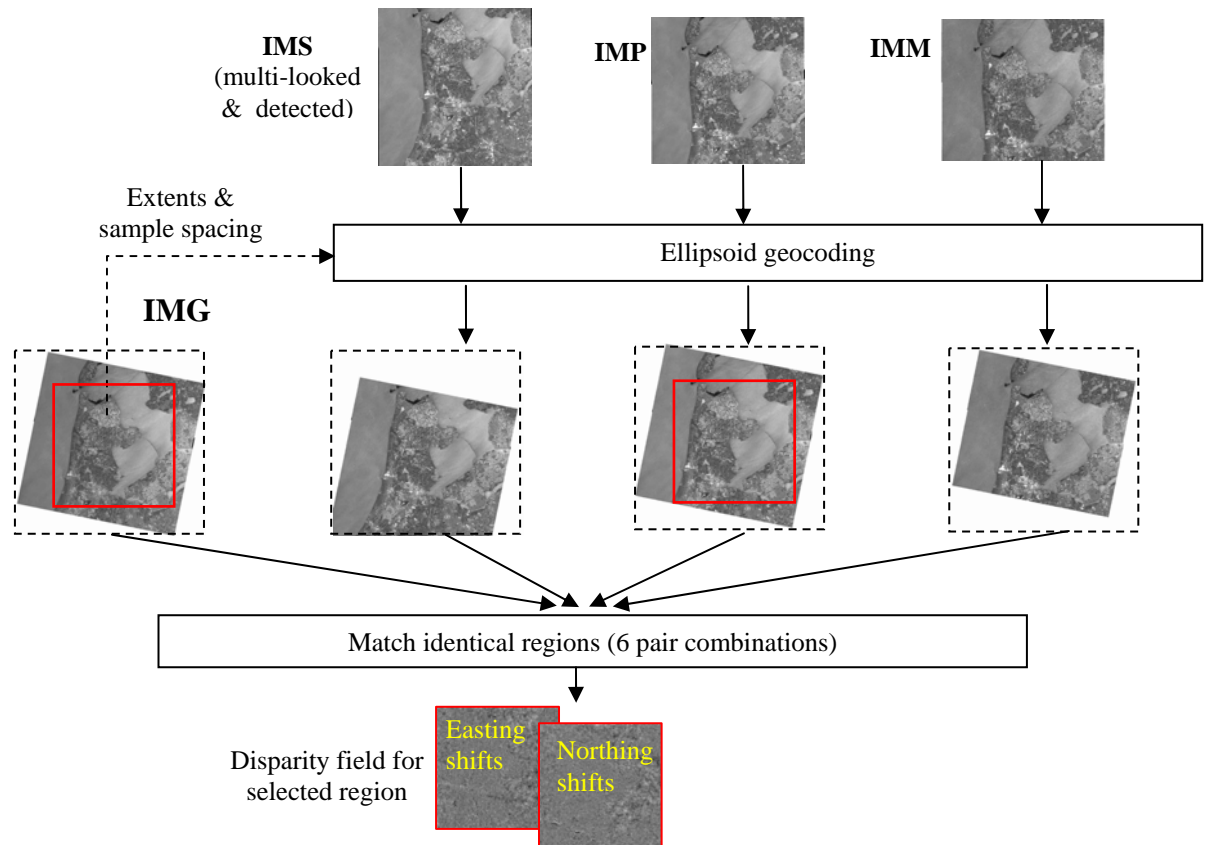 IMS
(multi-looked
& detected)
IMP
IMM
Extents &
sample spacing
Ellipsoid geocoding
IMG
Match identical regions (6 pair combinations)
Easting
shifts
Northing
shifts
Disparity field for
selected region